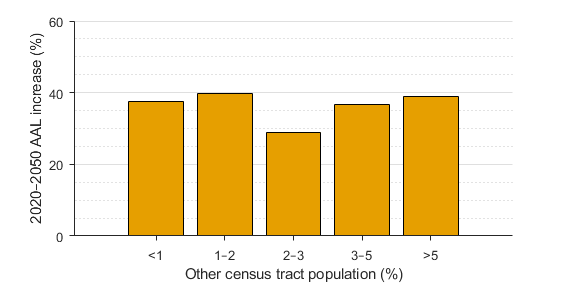 60
40
20
0
2020–2050 AAL increase (%)
<1 1–2 2–3 3–5 >5
Other census tract population (%)